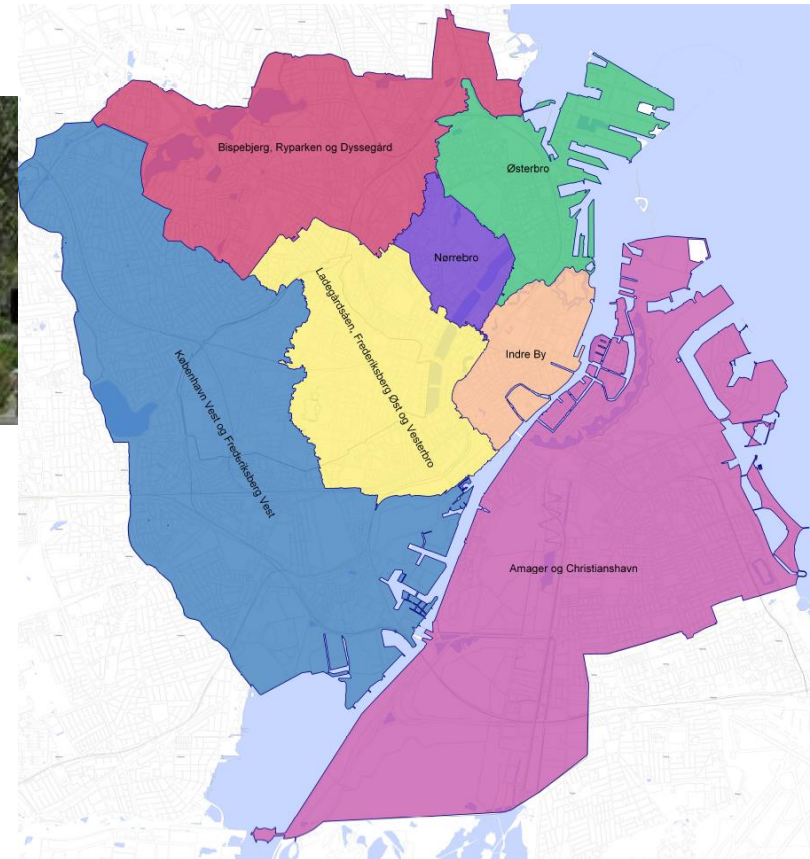 Bispebjerg, Ryparken og Dyssegård
Østerbro
Nørrebro
Ladegårdsåen, Frederiksberg Øst og Vesterbro
Indre By
København Vest og Frederiksberg Vest
Amager og Christianshavn